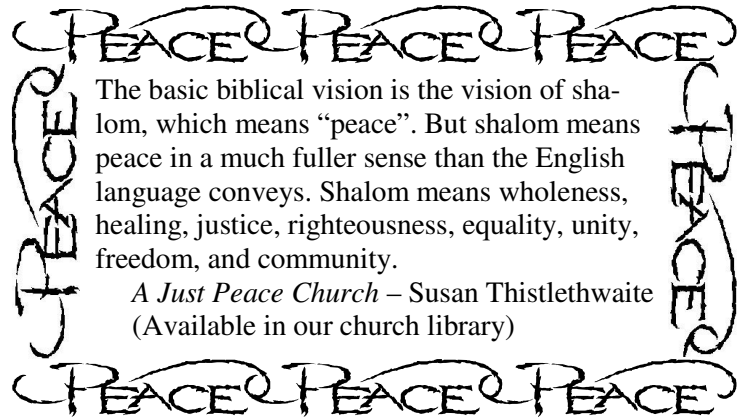 PEACE PEACE PEACE
PEACE
The basic biblical vision is the vision of sha-
lom, which means “peace”. But shalom means
peace in a much fuller sense than the English
language conveys. Shalom means wholeness,
healing, justice, righteousness, equality, unity,
freedom, and community.
A Just Peace Church – Susan Thistlethwaite
(Available in our church library)
PEACE
PEACE PEACE PEACE